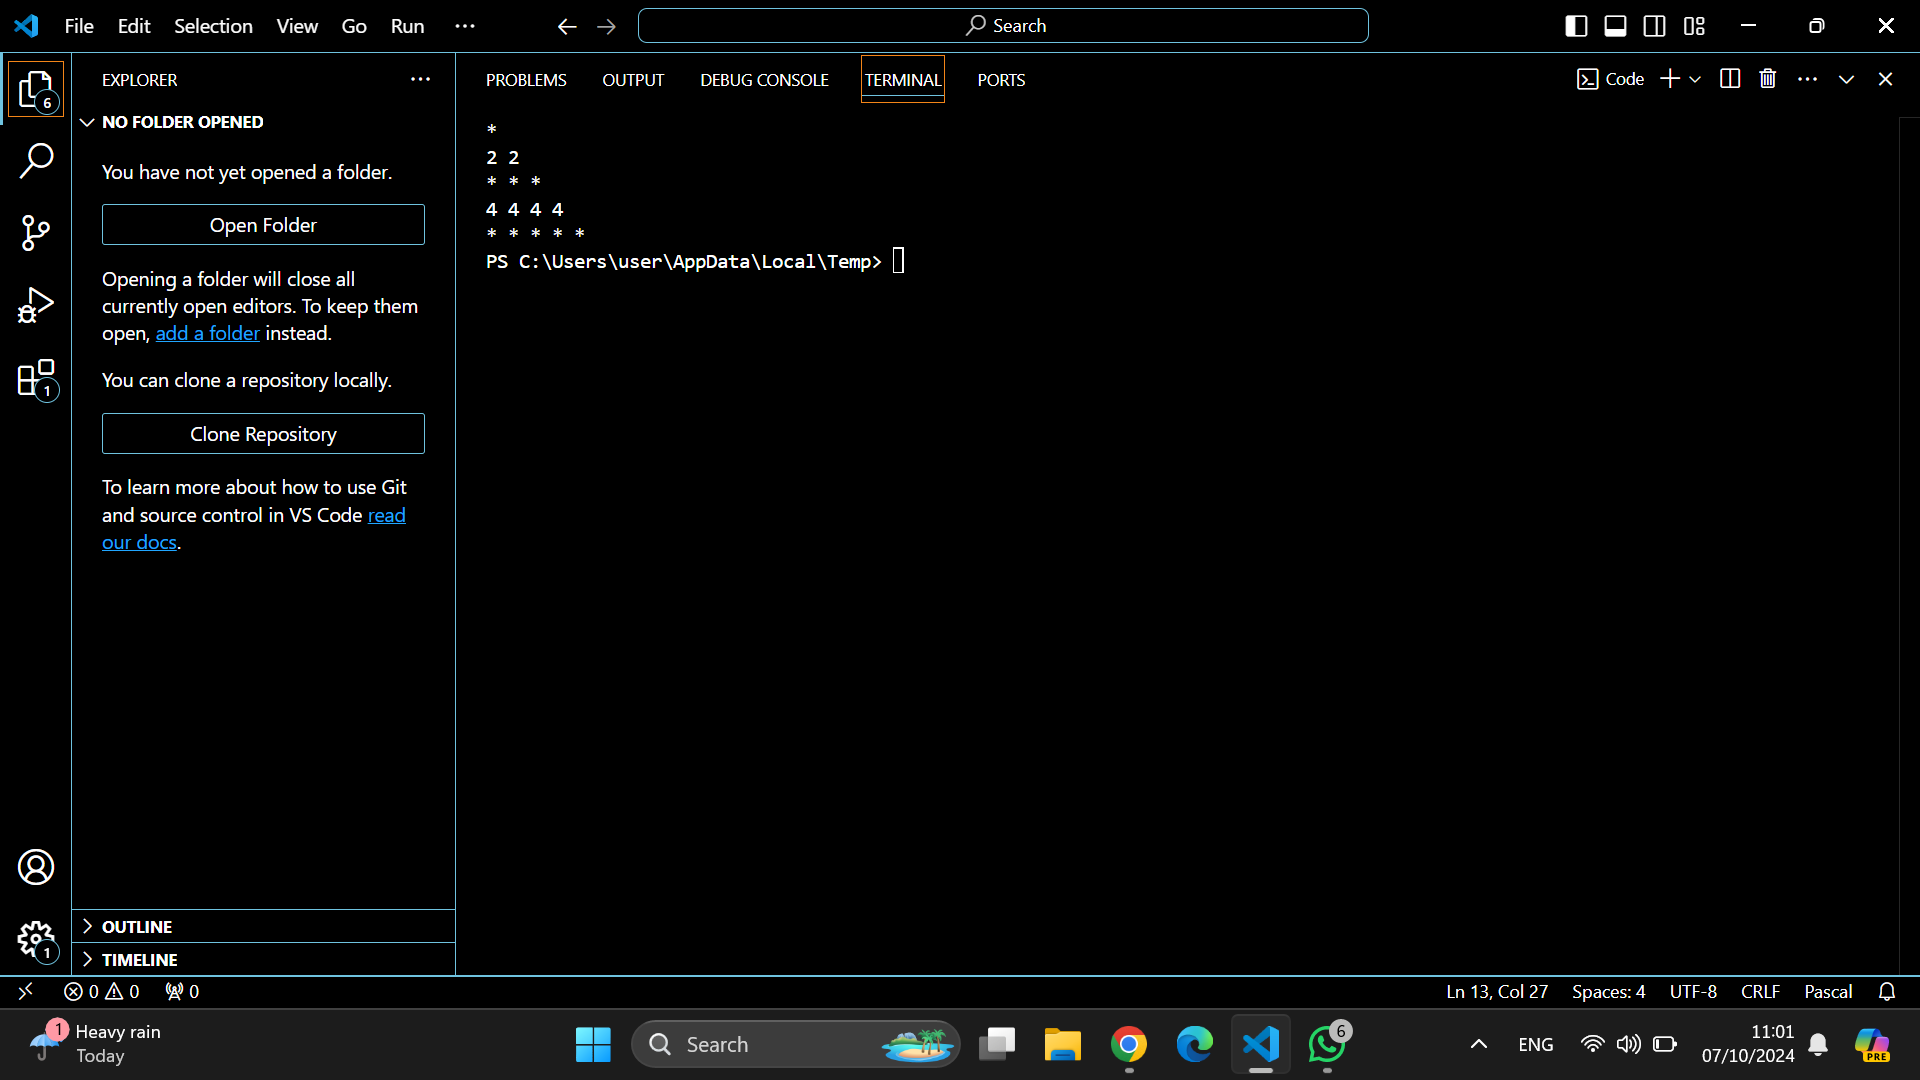 File Edit Selection View Go Run
Search
EXPLORER
PROBLEMS OUTPUT DEBUG CONSOLE TERMINAL PORTS
Code
6
NO FOLDER OPENED
You have not yet opened a folder.
Open Folder
Opening a folder will close all
currently open editors. To keep them
open, add a folder instead.
You can clone a repository locally.
1
Clone Repository
To learn more about how to use Git
and source control in VS Code read
our docs.
*
2 2
* * *
4 4 4 4
* * * * *
PS C:\Users\user\AppData\Local\Temp>
OUTLINE
1
TIMELINE
0 0 0
Ln 13, Col 27 Spaces: 4 UTF-8 CRLF Pascal
1
Heavy rain
Today
Search
6
ENG
11:01
07/10/2024
PRE